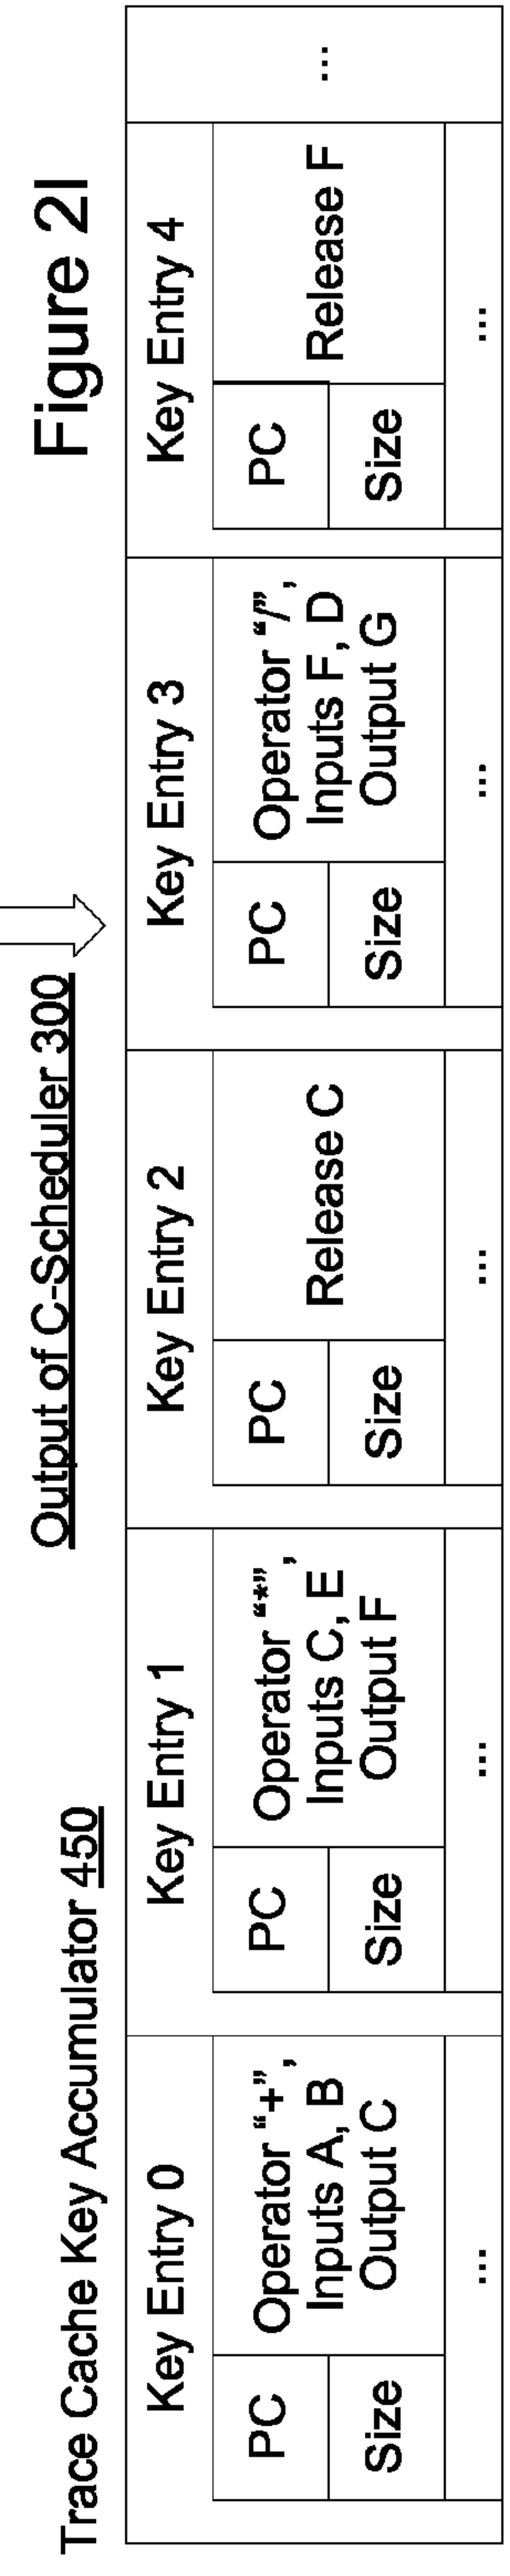 Figure 2I
Output of C-Scheduler 300
Trace Cache Key Accumulator 450
Key Entry 0
PC
Size
Operator “+”,
Inputs A, B
Output C
...
Key Entry 1
PC
Size
Operator “*”,
Inputs C, E
Output F
...
Key Entry 2
PC
Size
Release C
...
Key Entry 3
PC
Size
Operator “/”,
Inputs F, D
Output G
...
Key Entry 4
PC
Size
Release F
...
...